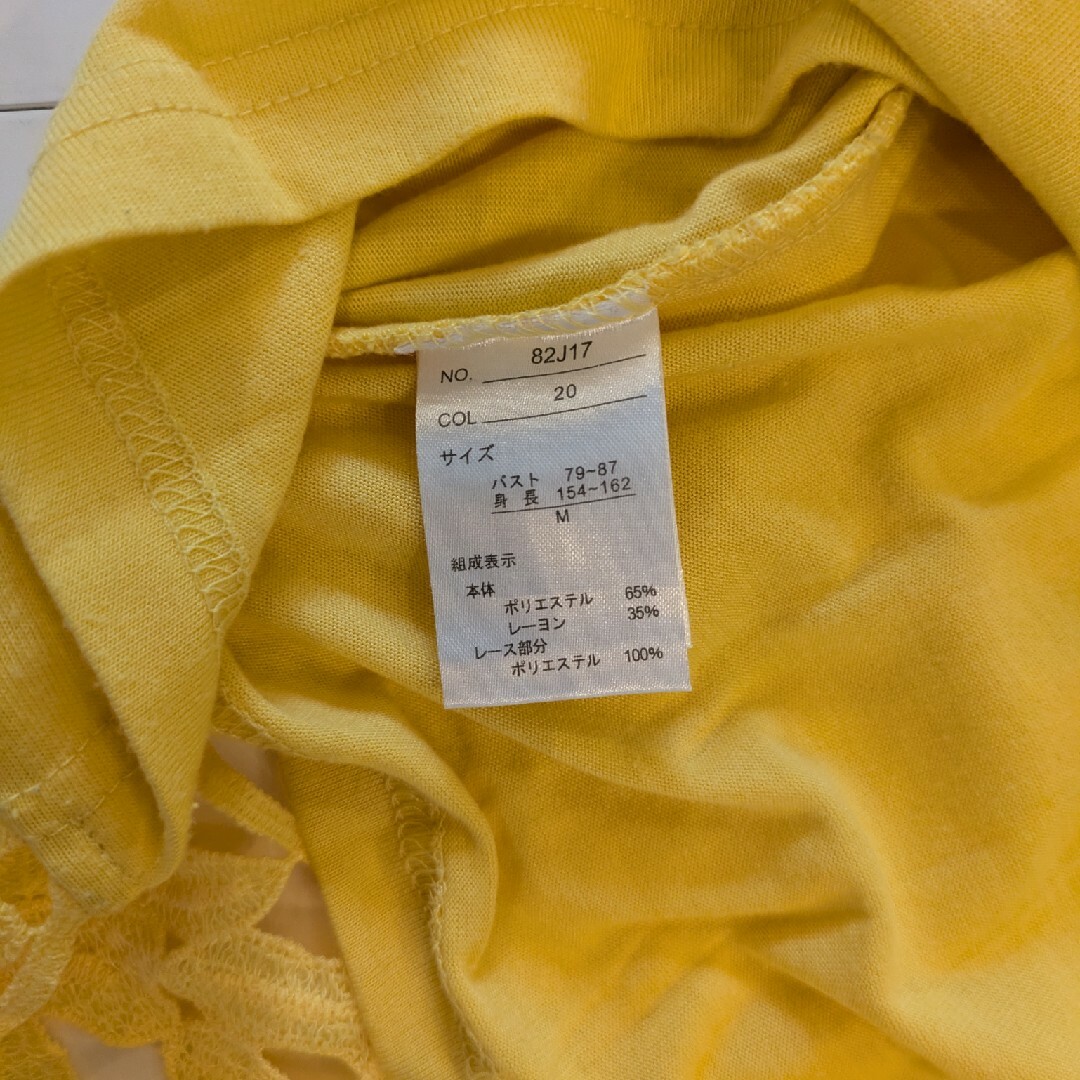 NO. 82J17
COL 20
サイズ
バスト 79~87
身長 154~162
M
組成表示
本体
ポリエステル 65%
レーヨン 35%
レース部分
ポリエステル 100%